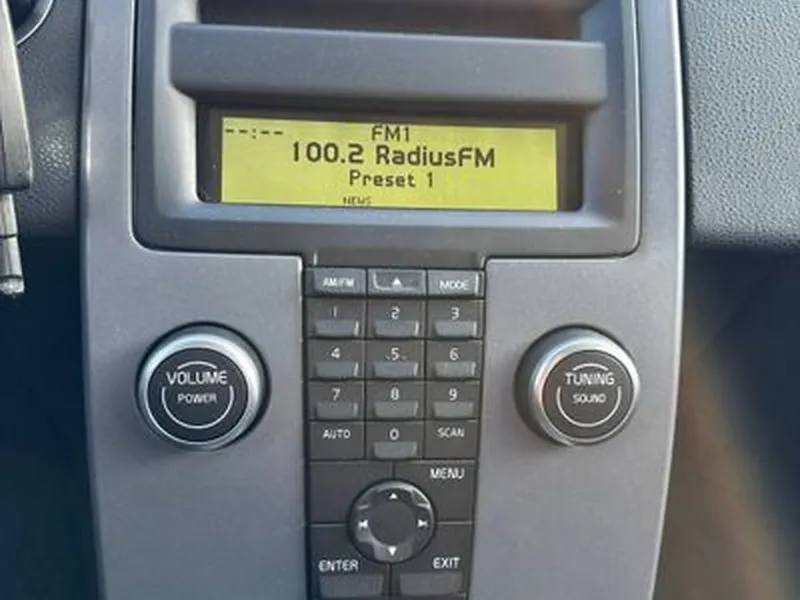 --:--
FM1
100.2 RadiusFM
Preset 1
NEWS
AM/FM
MODE
1 2 3
4 5 6
7 8 9
AUTO 0 SCAN
VOLUME
POWER
TUNING
SOUND
MENU
ENTER EXIT